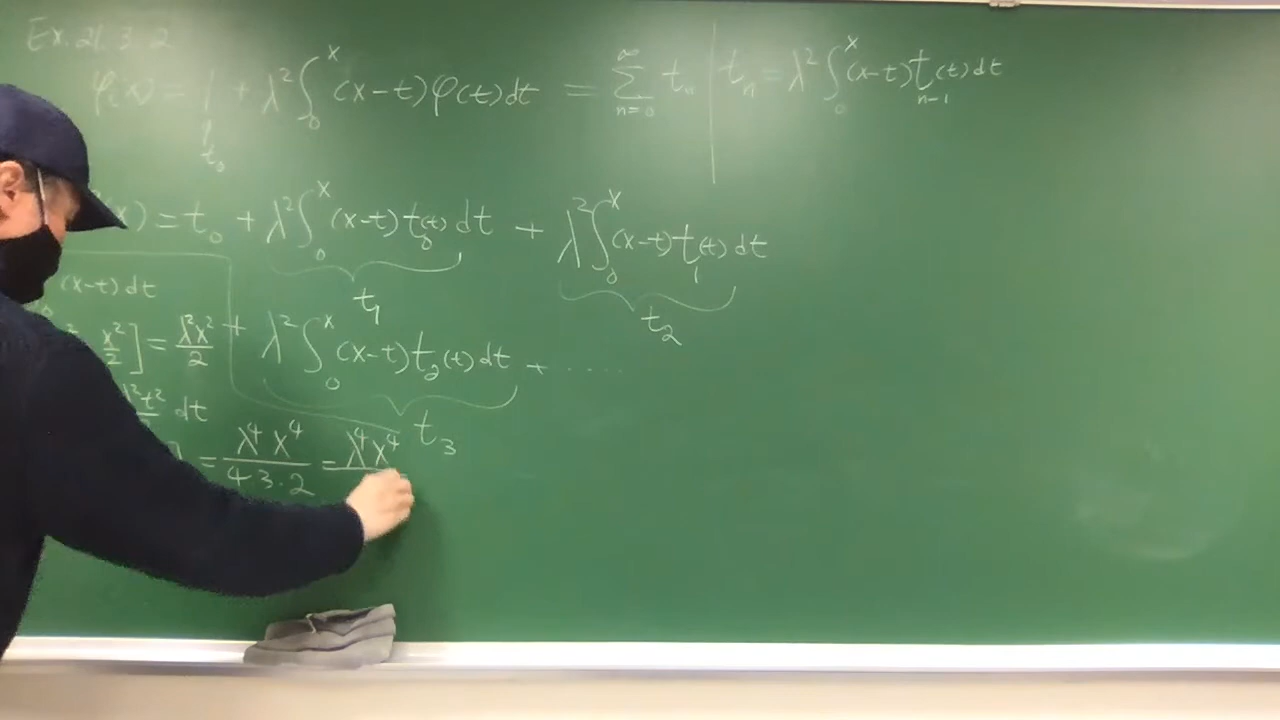 Ex. 21.3.2
φ(x) = 1 + λ² ∫₀ˣ (x-t)φ(t)dt = ∑_{n=0}^{∞} tₙ | tₙ = λ² ∫₀ˣ (x-t)t_{n-1}(t)dt
t₀
(x) = t₀ + λ² ∫₀ˣ (x-t)t₀(t)dt + λ² ∫₀ˣ (x-t)t₁(t)dt
t₁ t₂
(x-t)dt
x²/2 ] = λ²x²/2
+ λ² ∫₀ˣ (x-t)t₂(t)dt + .....
t₃
t²/ dt
] = λ⁴x⁴/4·3·2 = λ⁴x⁴